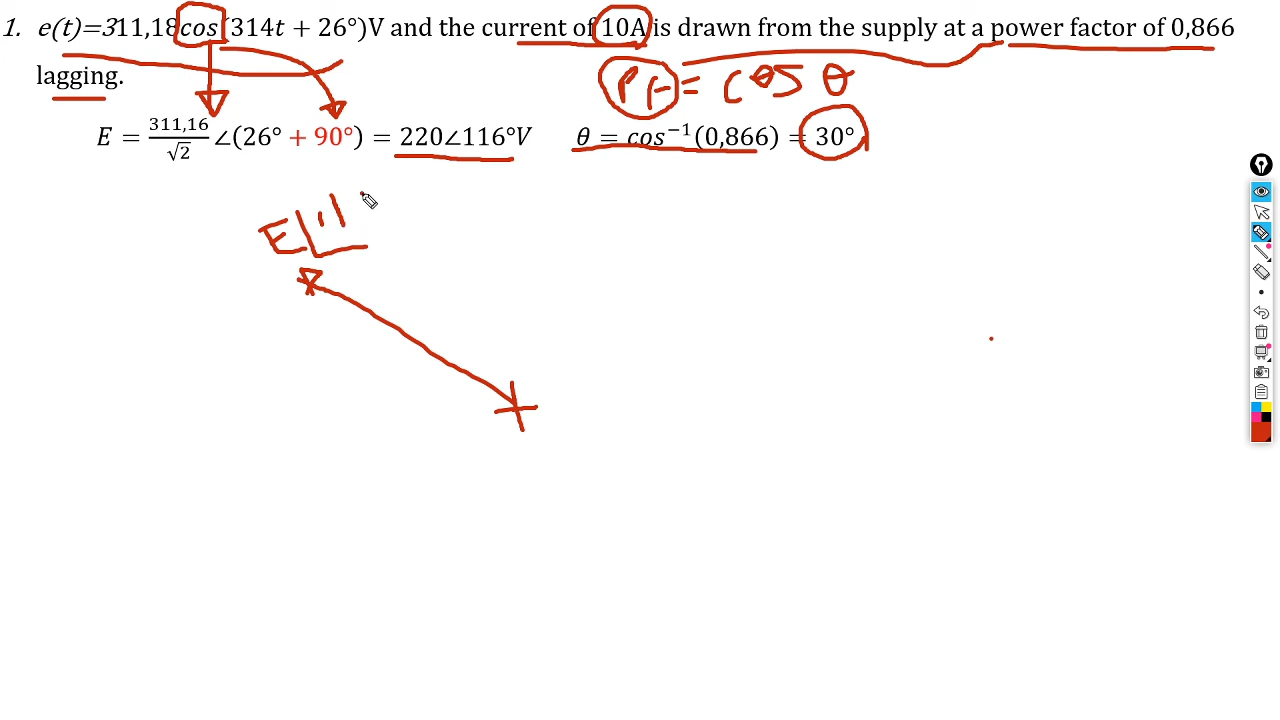 1. e(t)=311,18cos(314t + 26°)V and the current of 10A is drawn from the supply at a power factor of 0,866
lagging.
PF = cos θ
E = 311,16/√2 ∠(26° + 90°) = 220∠116°V θ = cos⁻¹(0,866) = 30°
E∠11